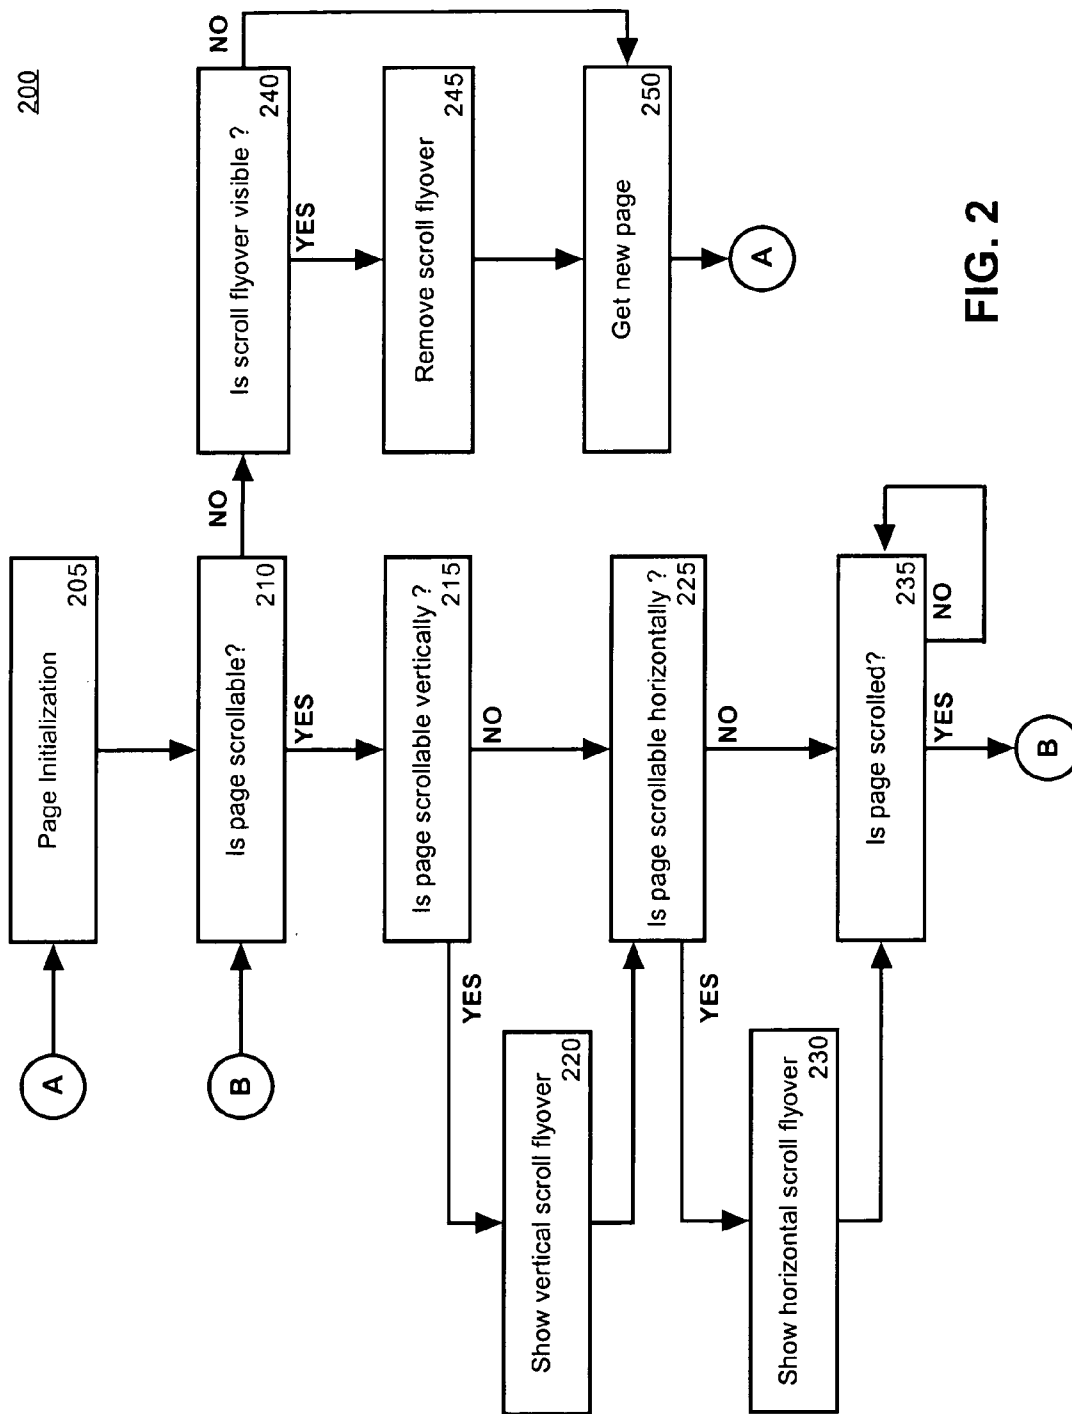 200
A
Page Initialization
205
B
Is page scrollable?
210
NO
YES
Is page scrollable vertically ?
215
YES
NO
Show vertical scroll flyover
220
Is page scrollable horizontally ?
225
YES
NO
Show horizontal scroll flyover
230
Is page scrolled?
235
NO
YES
B
Is scroll flyover visible ?
240
NO
YES
Remove scroll flyover
245
Get new page
250
A
FIG. 2